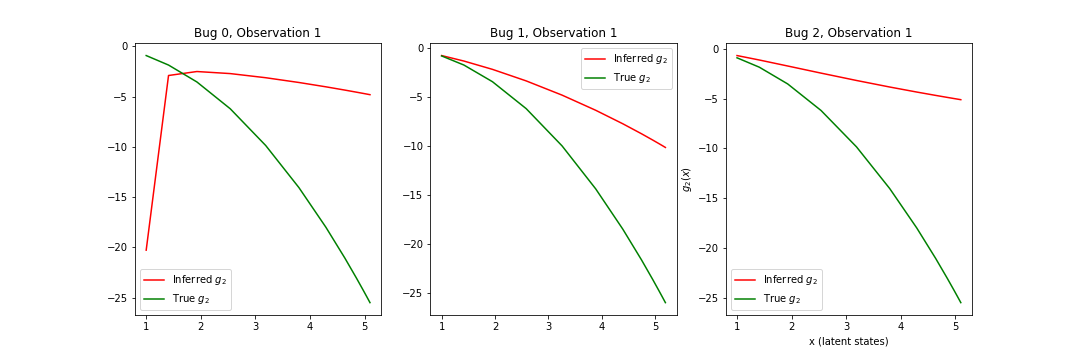 Bug 0, Observation 1
0
−5
−10
−15
−20
−25
1 2 3 4 5
Inferred g₂
True g₂
Bug 1, Observation 1
0
−5
−10
−15
−20
−25
1 2 3 4 5
Inferred g₂
True g₂
Bug 2, Observation 1
g₂(x)
0
−5
−10
−15
−20
−25
1 2 3 4 5
x (latent states)
Inferred g₂
True g₂